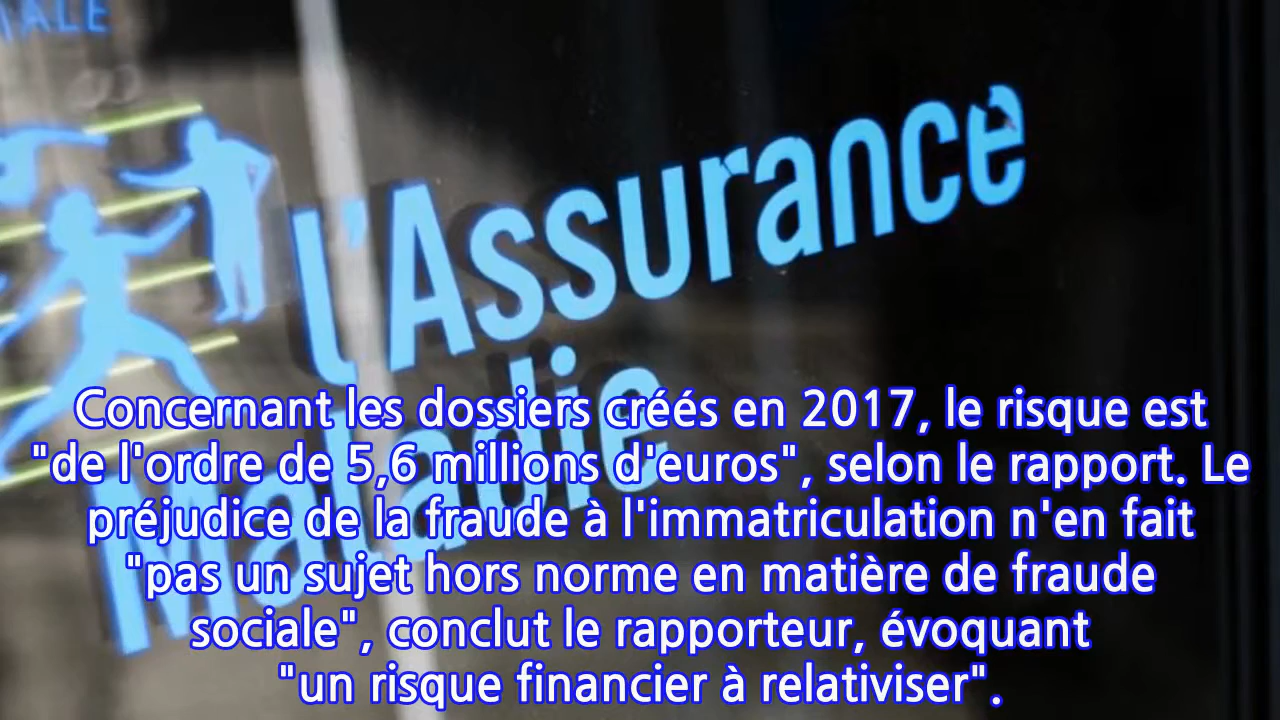 IALE
l'Assurance
Maladie
Concernant les dossiers créés en 2017, le risque est
"de l'ordre de 5,6 millions d'euros", selon le rapport. Le
préjudice de la fraude à l'immatriculation n'en fait
"pas un sujet hors norme en matière de fraude
sociale", conclut le rapporteur, évoquant
"un risque financier à relativiser".